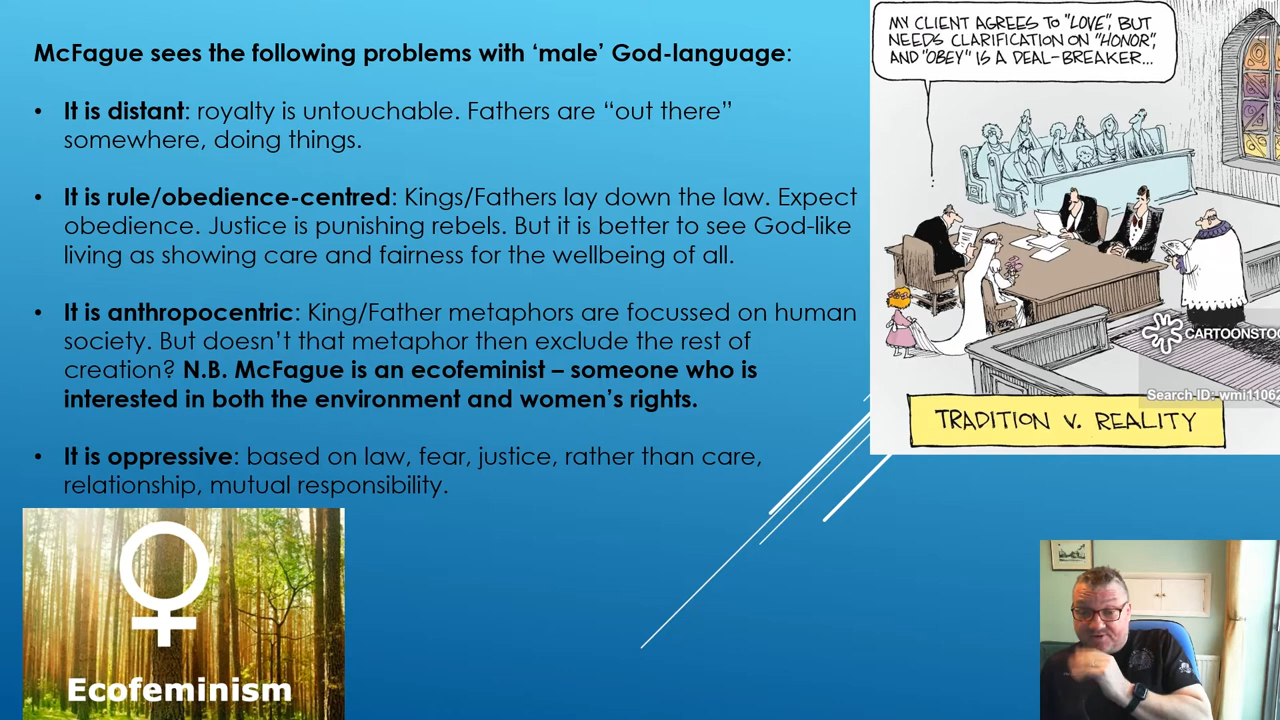 McFague sees the following problems with ‘male’ God-language:
• It is distant: royalty is untouchable. Fathers are “out there”
somewhere, doing things.
• It is rule/obedience-centred: Kings/Fathers lay down the law. Expect
obedience. Justice is punishing rebels. But it is better to see God-like
living as showing care and fairness for the wellbeing of all.
• It is anthropocentric: King/Father metaphors are focussed on human
society. But doesn’t that metaphor then exclude the rest of
creation? N.B. McFague is an ecofeminist – someone who is
interested in both the environment and women’s rights.
• It is oppressive: based on law, fear, justice, rather than care,
relationship, mutual responsibility.
Ecofeminism
MY CLIENT AGREES TO "LOVE", BUT
NEEDS CLARIFICATION ON "HONOR",
AND "OBEY" IS A DEAL-BREAKER...
CARTOONSTO
Search ID: wmi1106
TRADITION V. REALITY